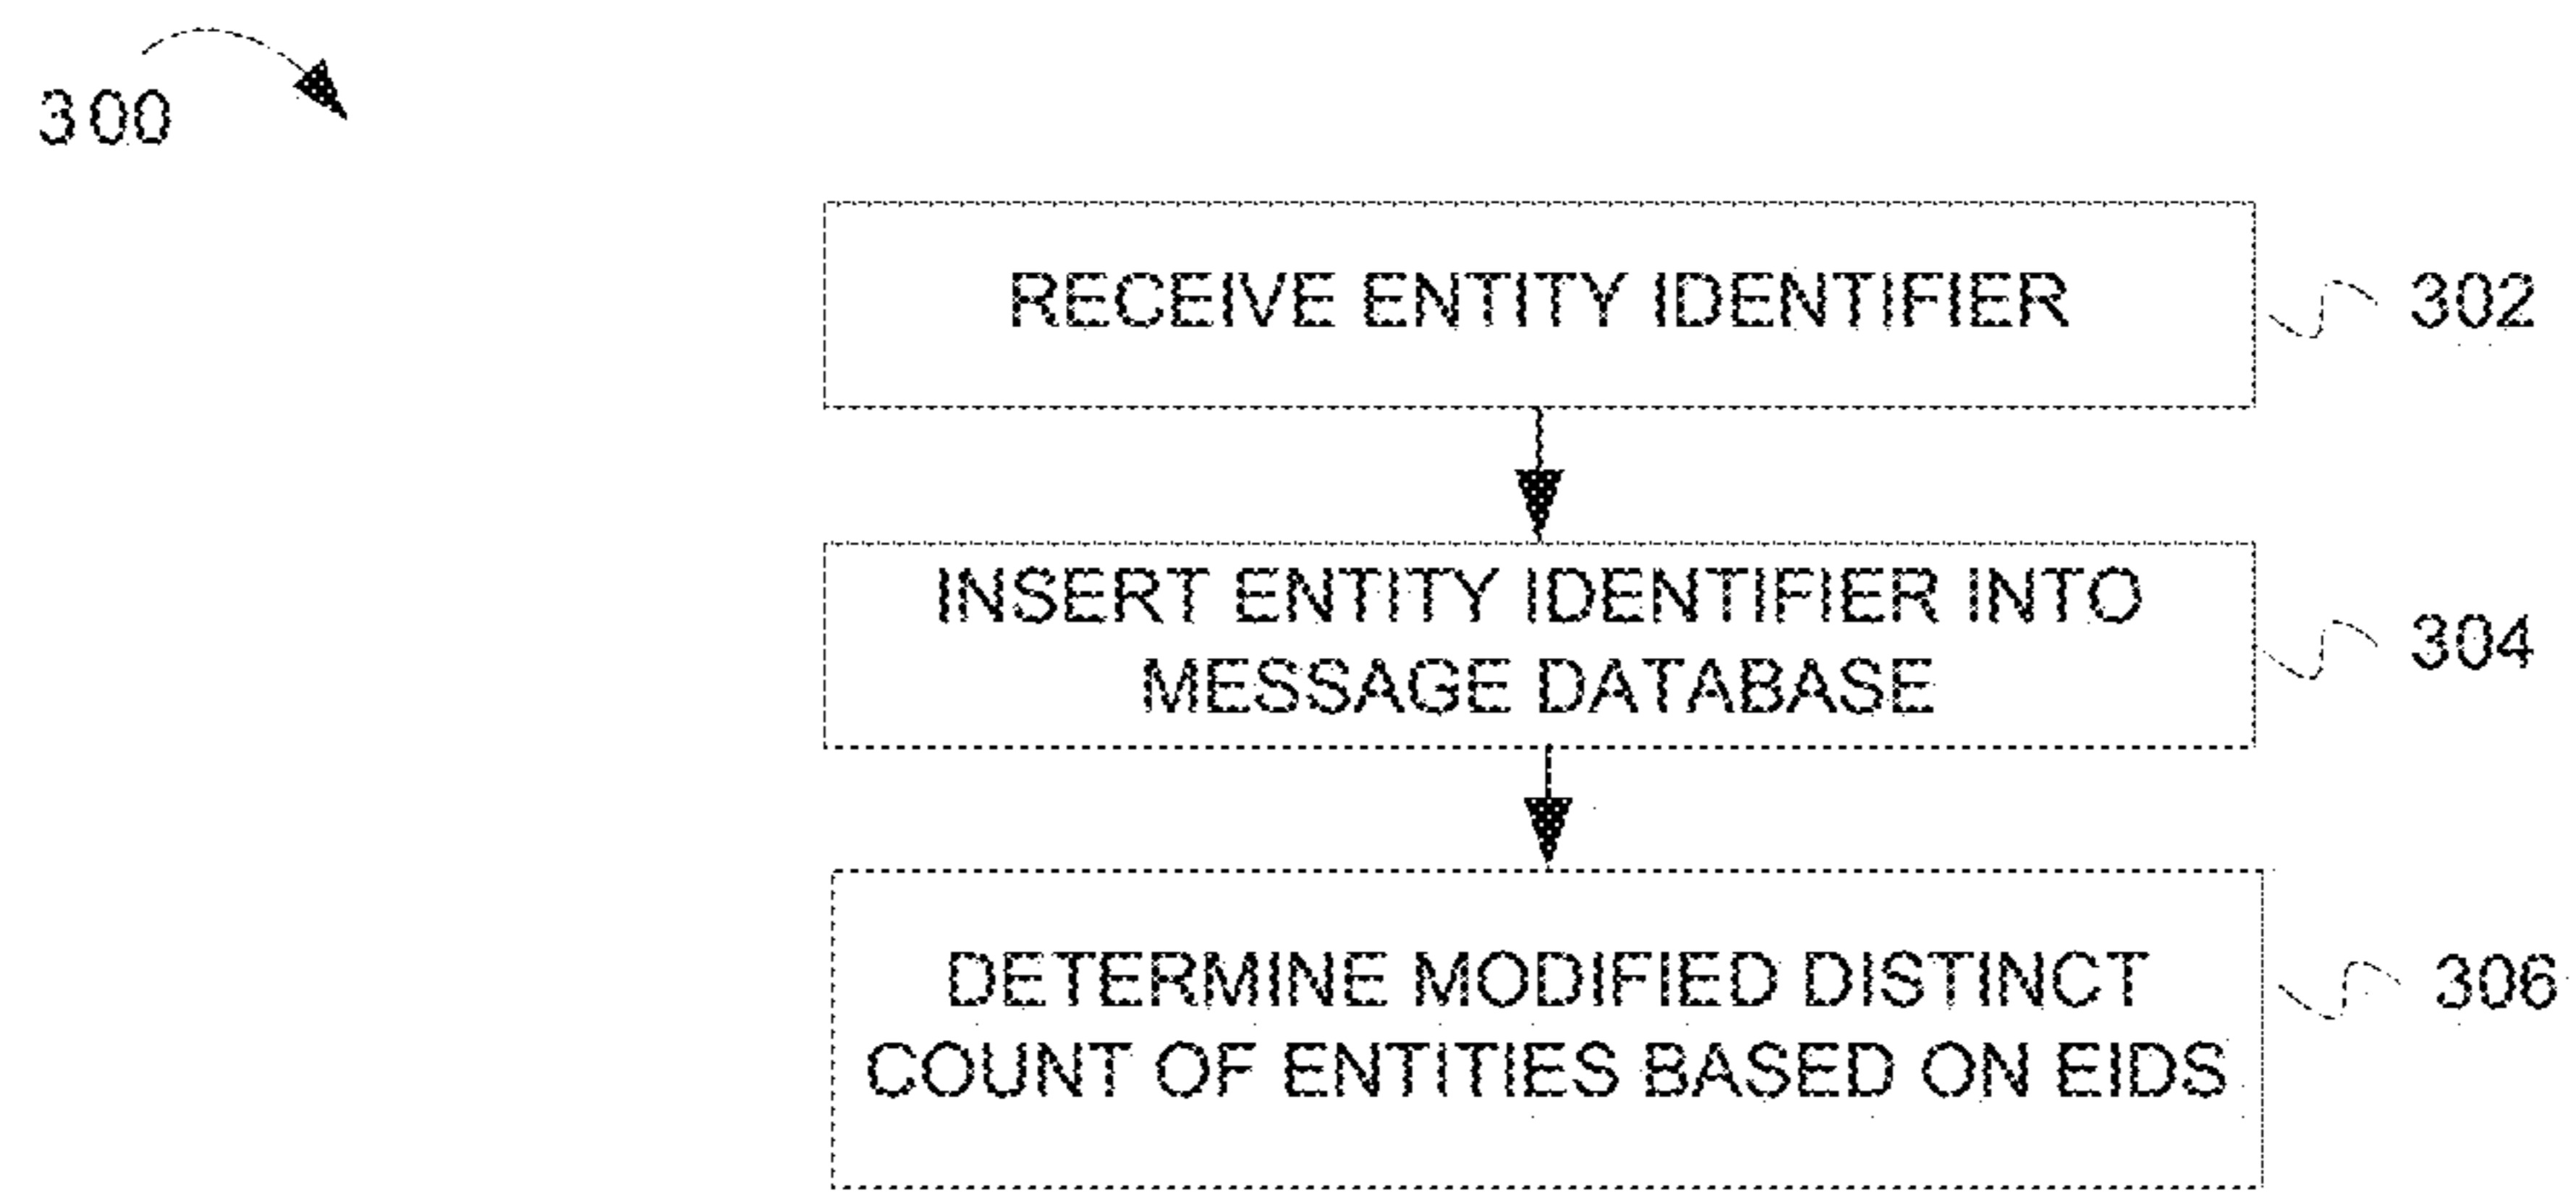 300
RECEIVE ENTITY IDENTIFIER
302
INSERT ENTITY IDENTIFIER INTO
MESSAGE DATABASE
304
DETERMINE MODIFIED DISTINCT
COUNT OF ENTITIES BASED ON EIDS
306